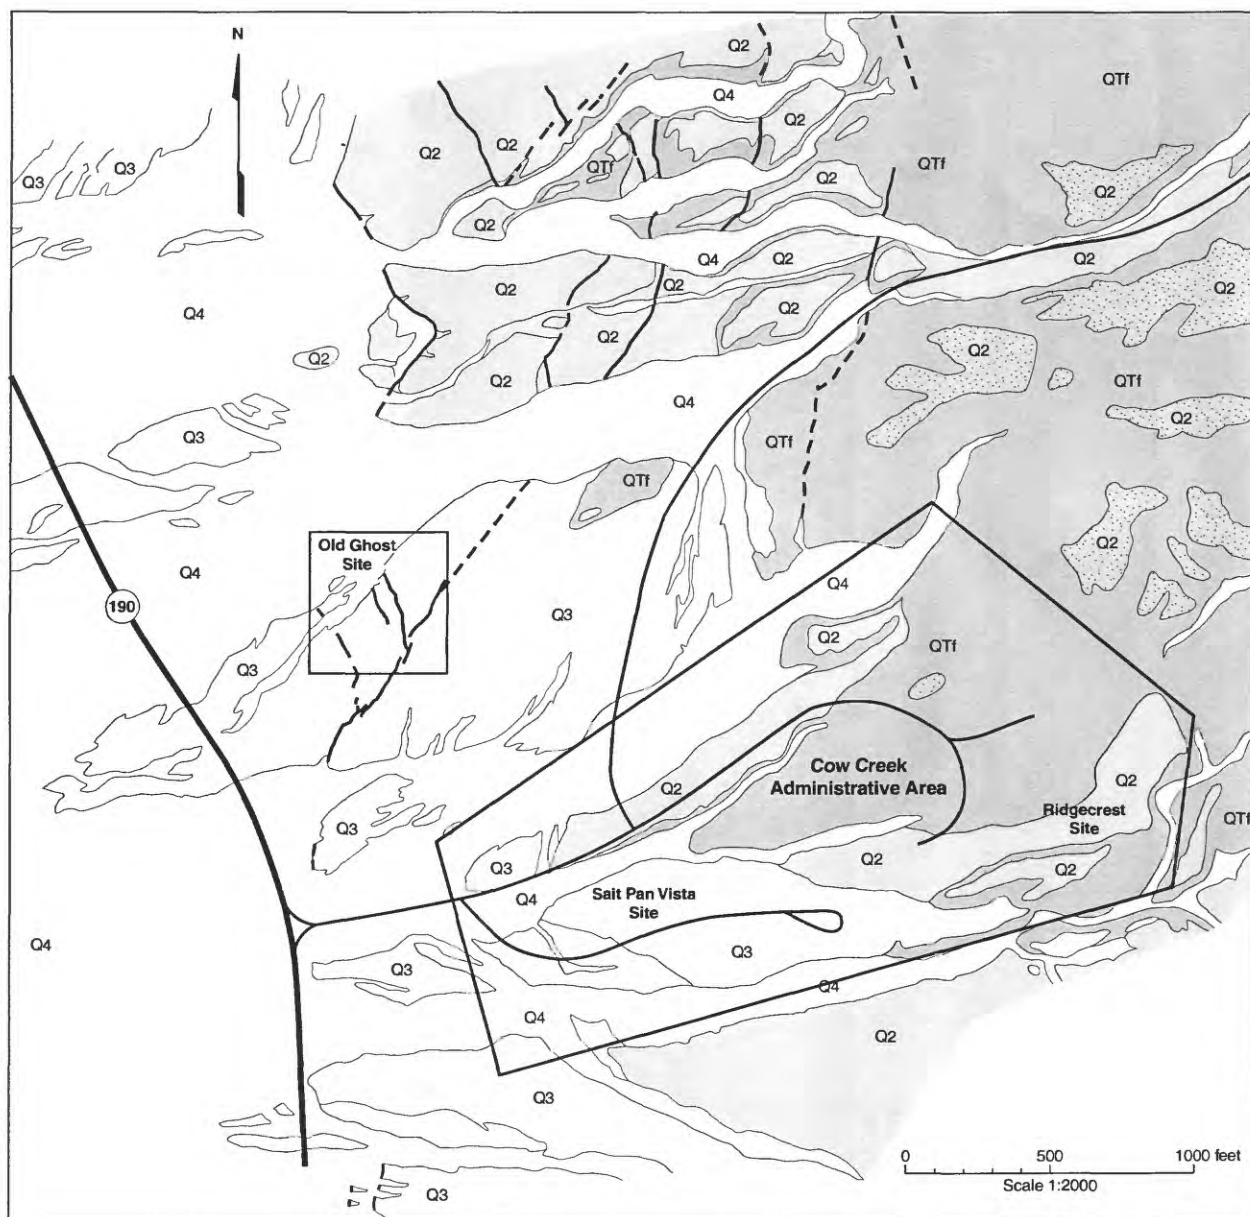 N
Q2
QTf
Q4
Q2
Q2
Q2
QTf
QTf
Q3
Q3
Q2
Q2
Q2
Q4
Q2
Q2
Q2
Q2
Q2
Q4
Q2
Q2
Q2
Q2
QTf
Q4
Q2
Q3
QTf
QTf
Old Ghost
Site
Q2
Q4
Q4
190
Q3
Q2
QTf
Q3
Cow Creek
Administrative Area
Q2
Q2
Ridgecrest
Site
QTf
Q3
Q3
Q2
Q2
Q4
Salt Pan Vista
Site
Q4
Q3
Q3
Q4
Q4
Q2
Q3
0 500 1000 feet
Scale 1:2000
Q3